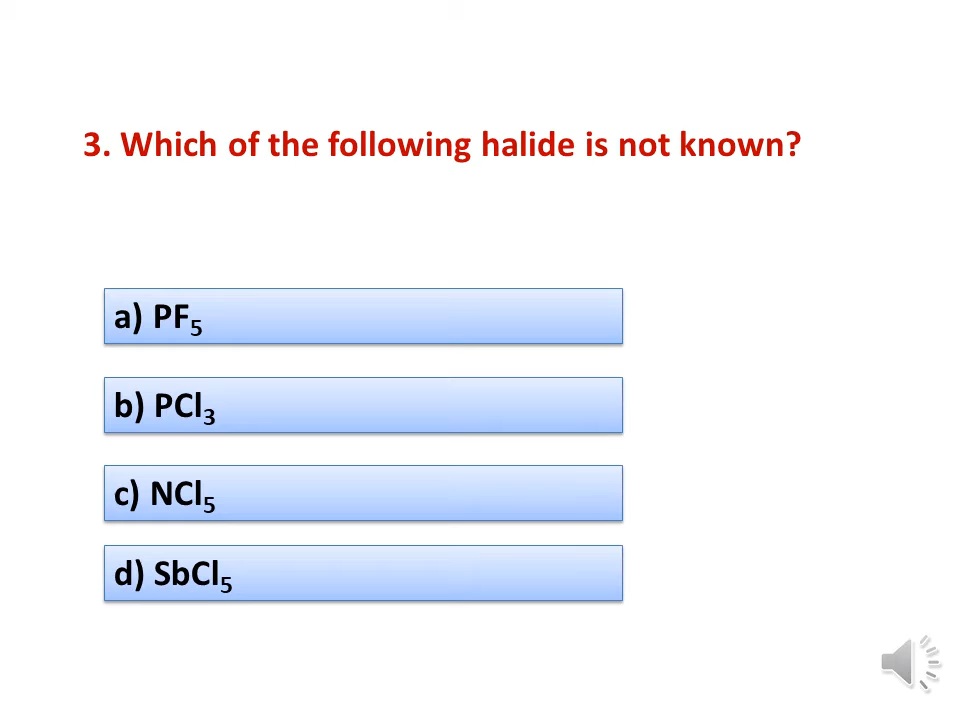 3. Which of the following halide is not known?
a) PF₅
b) PCl₃
c) NCl₅
d) SbCl₅